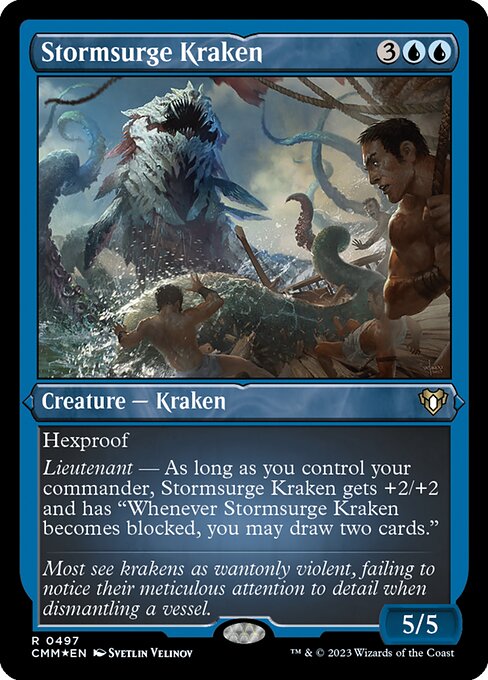 Stormsurge Kraken 3
Creature — Kraken
Hexproof
Lieutenant — As long as you control your
commander, Stormsurge Kraken gets +2/+2
and has “Whenever Stormsurge Kraken
becomes blocked, you may draw two cards.”
Most see krakens as wantonly violent, failing to
notice their meticulous attention to detail when
dismantling a vessel.
5/5
R 0497
CMM★EN Svetlin Velinov ™ & © 2023 Wizards of the Coast